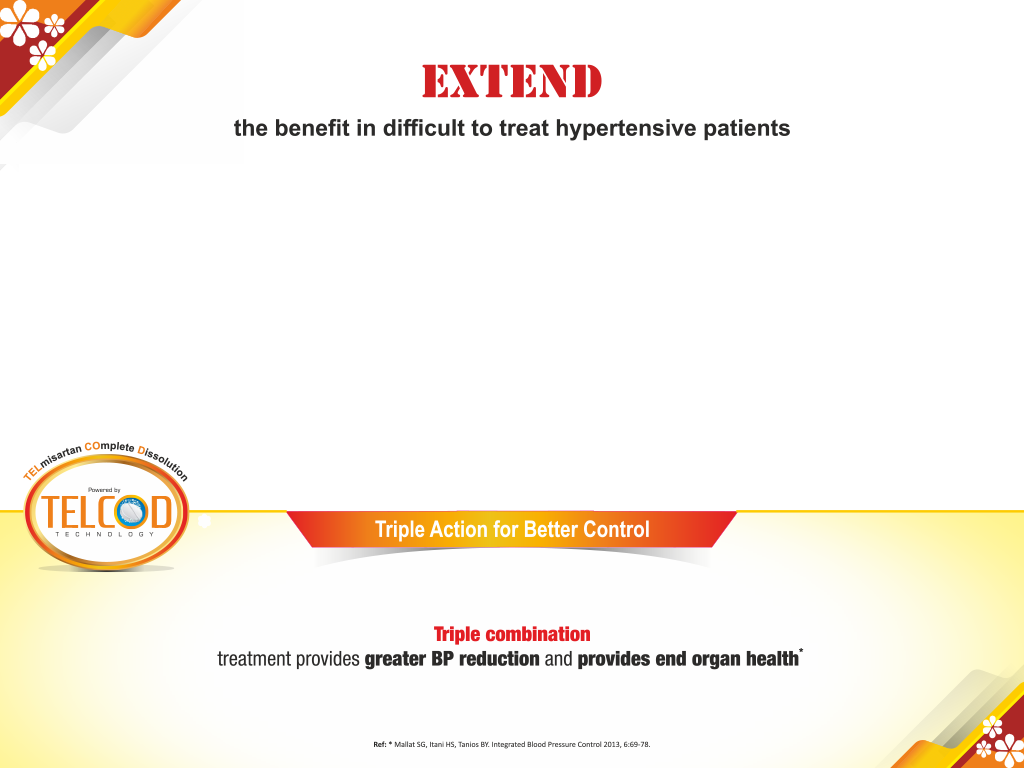 EXTEND
the benefit in difficult to treat hypertensive patients
TELmisartan COmplete Dissolution
Powered by
TELCOD
TECHNOLOGY
Triple Action for Better Control
Triple combination
treatment provides greater BP reduction and provides end organ health*
Ref: * Mallat SG, Itani HS, Tanios BY. Integrated Blood Pressure Control 2013, 6:69-78.